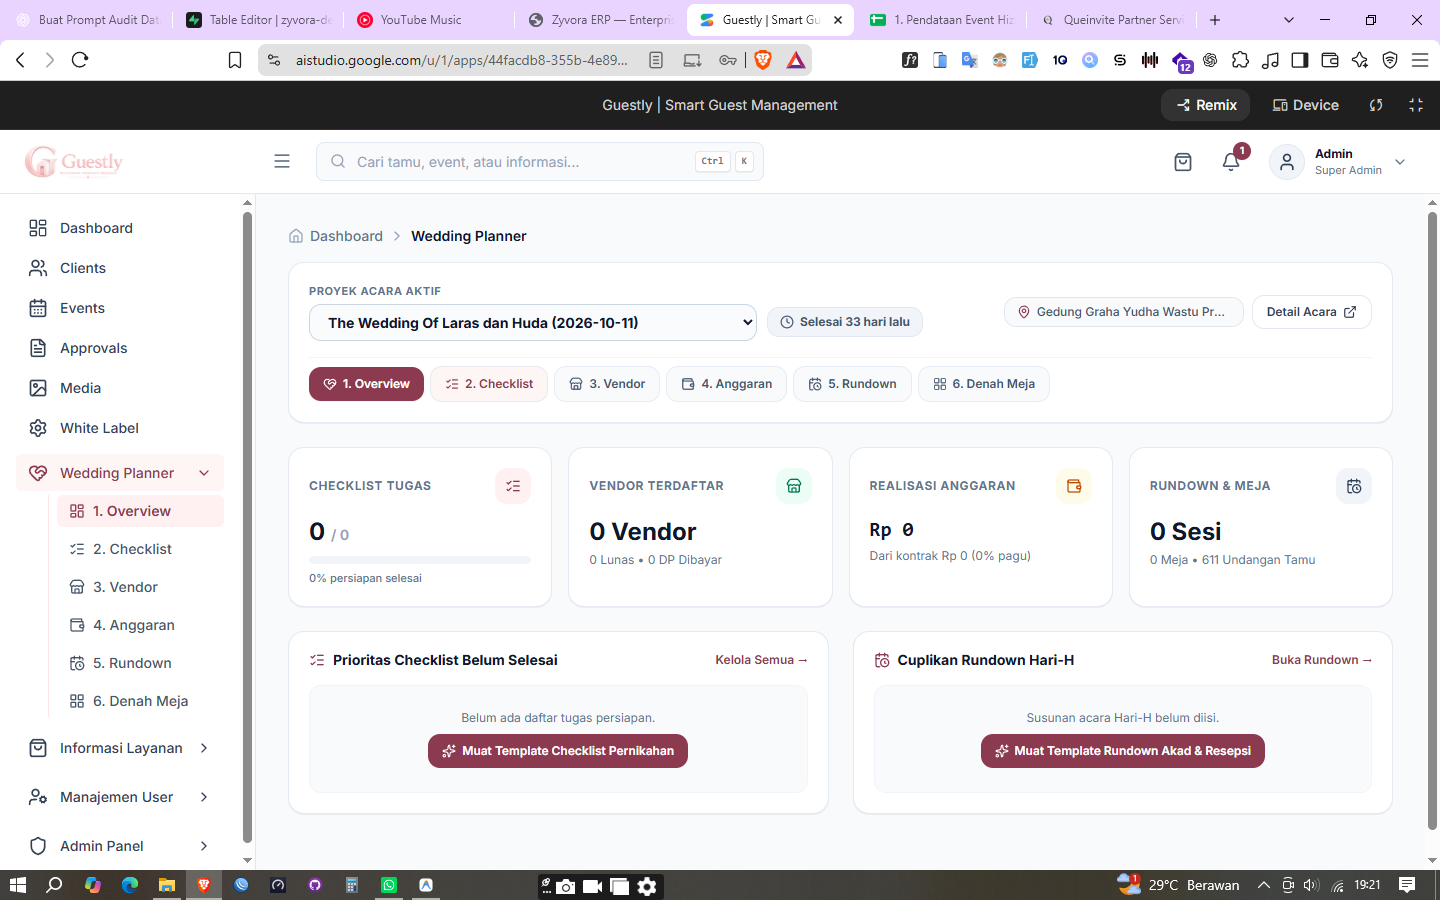 Buat Prompt Audit Dat
Table Editor | zyvora-de
YouTube Music
Zyvora ERP — Enterpris
Guestly | Smart Gu
1. Pendataan Event Hiz
Queinvite Partner Servi
aistudio.google.com/u/1/apps/44facdb8-355b-4e89...
12
Guestly | Smart Guest Management
Remix
Device
Guestly
Cari tamu, event, atau informasi...
Ctrl
K
1
Admin
Super Admin
Dashboard
Clients
Events
Approvals
Media
White Label
Wedding Planner
1. Overview
2. Checklist
3. Vendor
4. Anggaran
5. Rundown
6. Denah Meja
Informasi Layanan
Manajemen User
Admin Panel
Dashboard > Wedding Planner
PROYEK ACARA AKTIF
The Wedding Of Laras dan Huda (2026-10-11)
Selesai 33 hari lalu
Gedung Graha Yudha Wastu Pr...
Detail Acara
1. Overview
2. Checklist
3. Vendor
4. Anggaran
5. Rundown
6. Denah Meja
CHECKLIST TUGAS
0 / 0
0% persiapan selesai
VENDOR TERDAFTAR
0 Vendor
0 Lunas • 0 DP Dibayar
REALISASI ANGGARAN
Rp 0
Dari kontrak Rp 0 (0% pagu)
RUNDOWN & MEJA
0 Sesi
0 Meja • 611 Undangan Tamu
Prioritas Checklist Belum Selesai
Kelola Semua →
Belum ada daftar tugas persiapan.
Muat Template Checklist Pernikahan
Cuplikan Rundown Hari-H
Buka Rundown →
Susunan acara Hari-H belum diisi.
Muat Template Rundown Akad & Resepsi
1
29°C Berawan
19:21